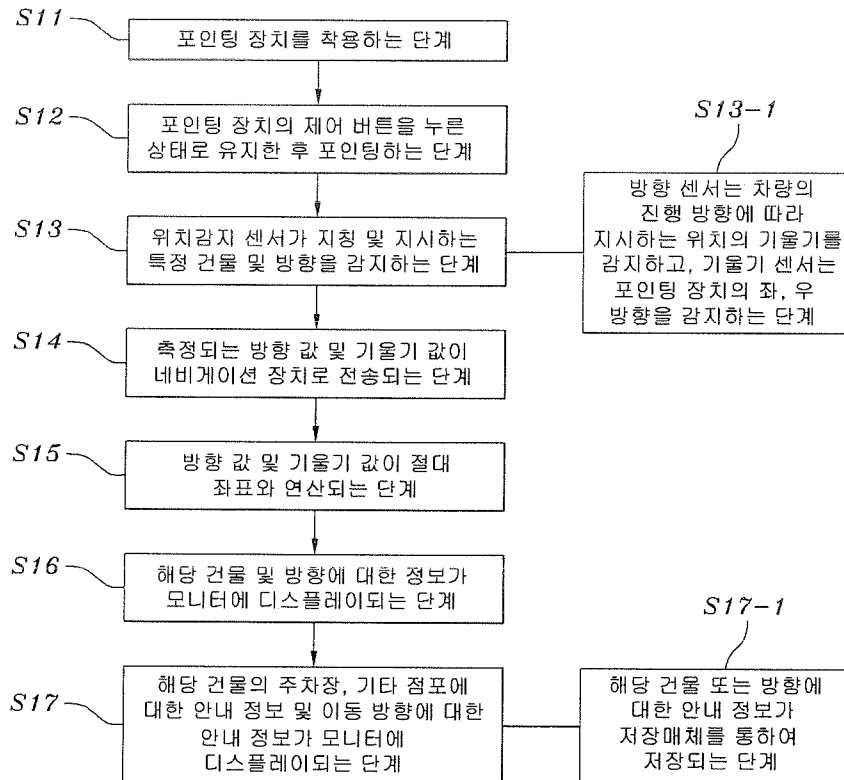 S11
포인팅 장치를 착용하는 단계
S12
포인팅 장치의 제어 버튼을 누른
상태로 유지한 후 포인팅하는 단계
S13
위치감지 센서가 지칭 및 지시하는
특정 건물 및 방향을 감지하는 단계
S13-1
방향 센서는 차량의
진행 방향에 따라
지시하는 위치의 기울기를
감지하고, 기울기 센서는
포인팅 장치의 좌, 우
방향을 감지하는 단계
S14
측정되는 방향 값 및 기울기 값이
네비게이션 장치로 전송되는 단계
S15
방향 값 및 기울기 값이 절대
좌표와 연산되는 단계
S16
해당 건물 및 방향에 대한 정보가
모니터에 디스플레이되는 단계
S17
해당 건물의 주차장, 기타 점포에
대한 안내 정보 및 이동 방향에 대한
안내 정보가 모니터에
디스플레이되는 단계
S17-1
해당 건물 또는 방향에
대한 안내 정보가
저장매체를 통하여
저장되는 단계